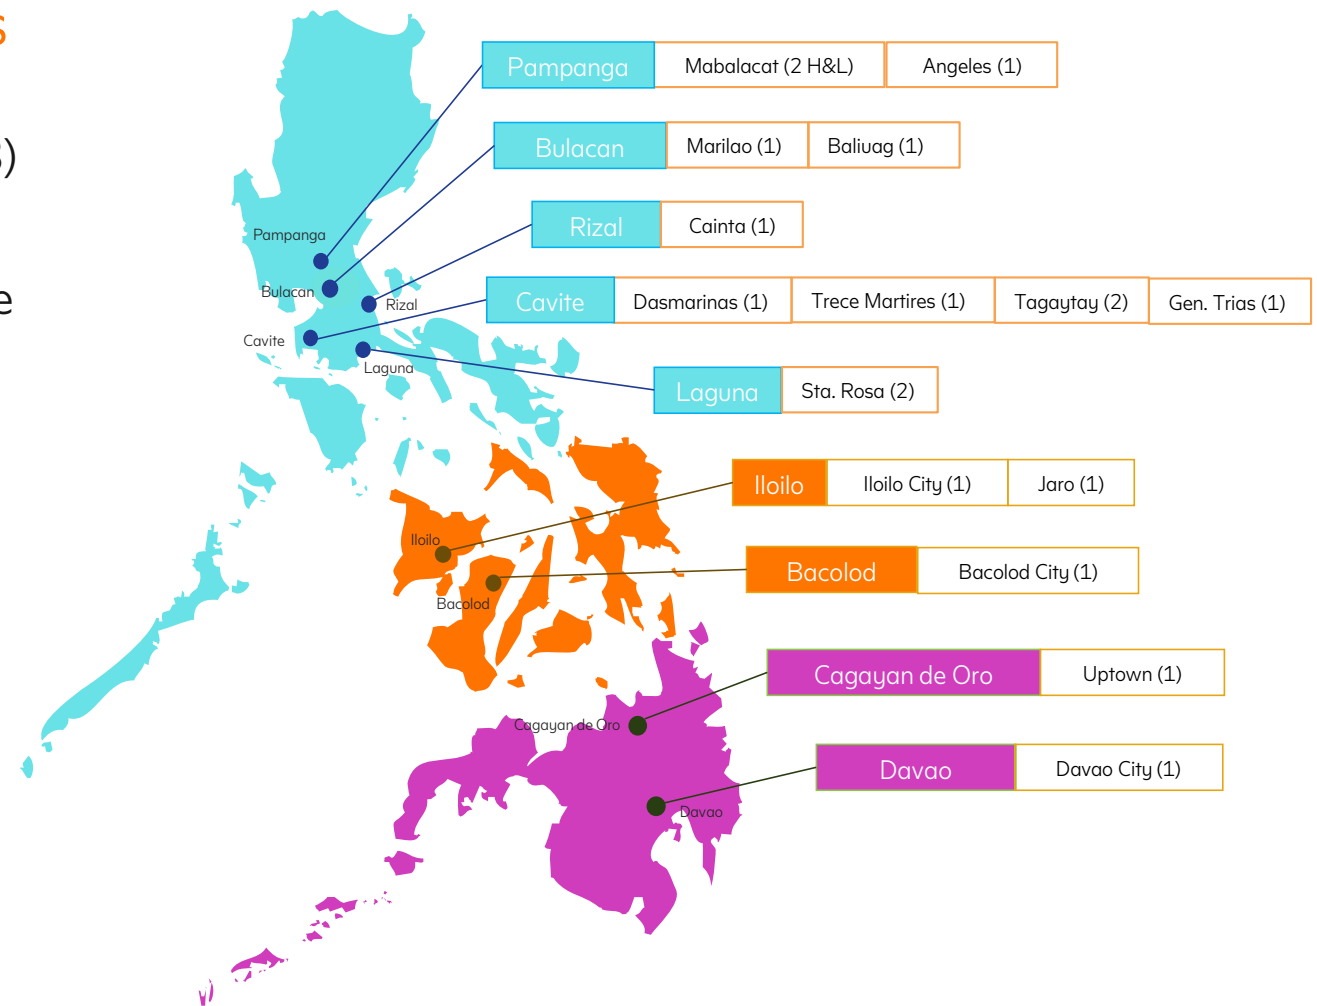 s
Pampanga Mabalacat (2 H&L) Angeles (1)
Bulacan Marilao (1) Baliuag (1)
3)
Rizal Cainta (1)
Pampanga
Bulacan
Rizal
e
Cavite Dasmarinas (1) Trece Martires (1) Tagaytay (2) Gen. Trias (1)
Cavite
Laguna
Laguna Sta. Rosa (2)
Iloilo Iloilo City (1) Jaro (1)
Iloilo
Bacolod Bacolod City (1)
Bacolod
Cagayan de Oro Uptown (1)
Cagayan de Oro
Davao Davao City (1)
Davao